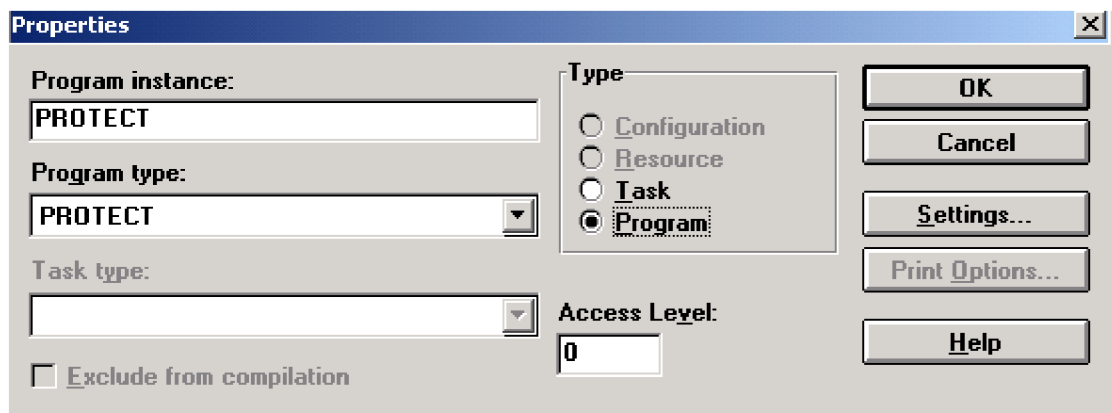 Properties
Program instance:
PROTECT
Program type:
PROTECT
Task type:
Exclude from compilation
Type
Configuration
Resource
Task
Program
Access Level:
0
OK
Cancel
Settings...
Print Options...
Help